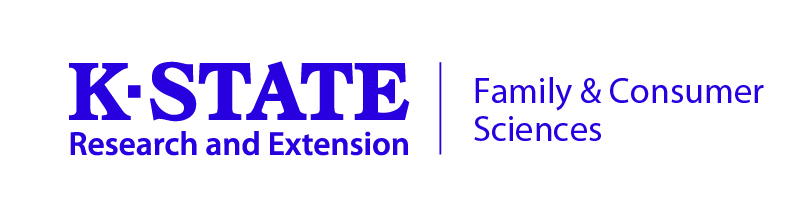 K-STATE
Research and Extension
Family & Consumer
Sciences